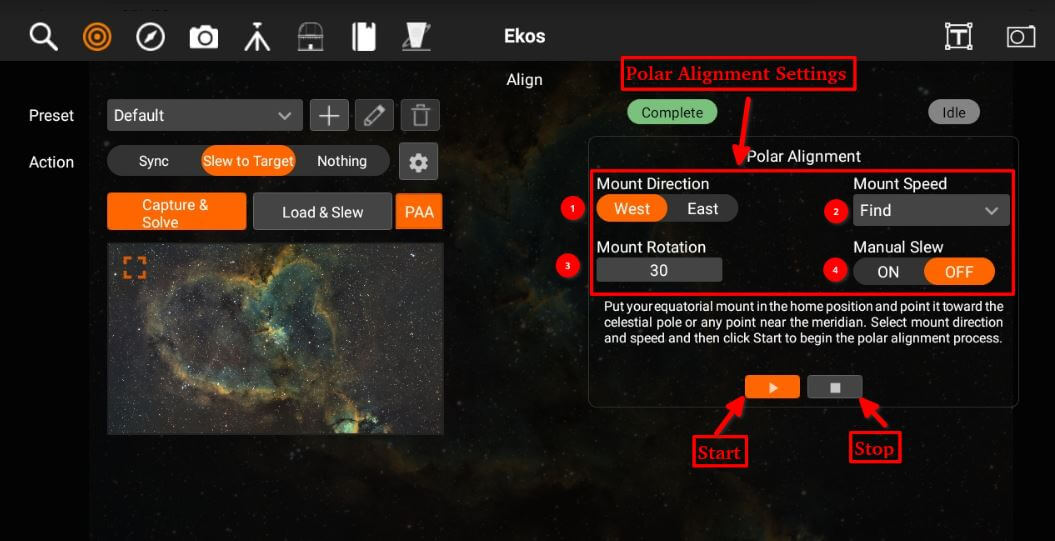 Ekos
Align
Polar Alignment Settings
Preset
Default
Complete
Idle
Action
Sync
Slew to Target
Nothing
Capture &
Solve
Load & Slew
PAA
Polar Alignment
Mount Direction
Mount Speed
1
West
East
2
Find
Mount Rotation
Manual Slew
3
30
4
ON
OFF
Put your equatorial mount in the home position and point it toward the
celestial pole or any point near the meridian. Select mount direction
and speed and then click Start to begin the polar alignment process.
Start
Stop